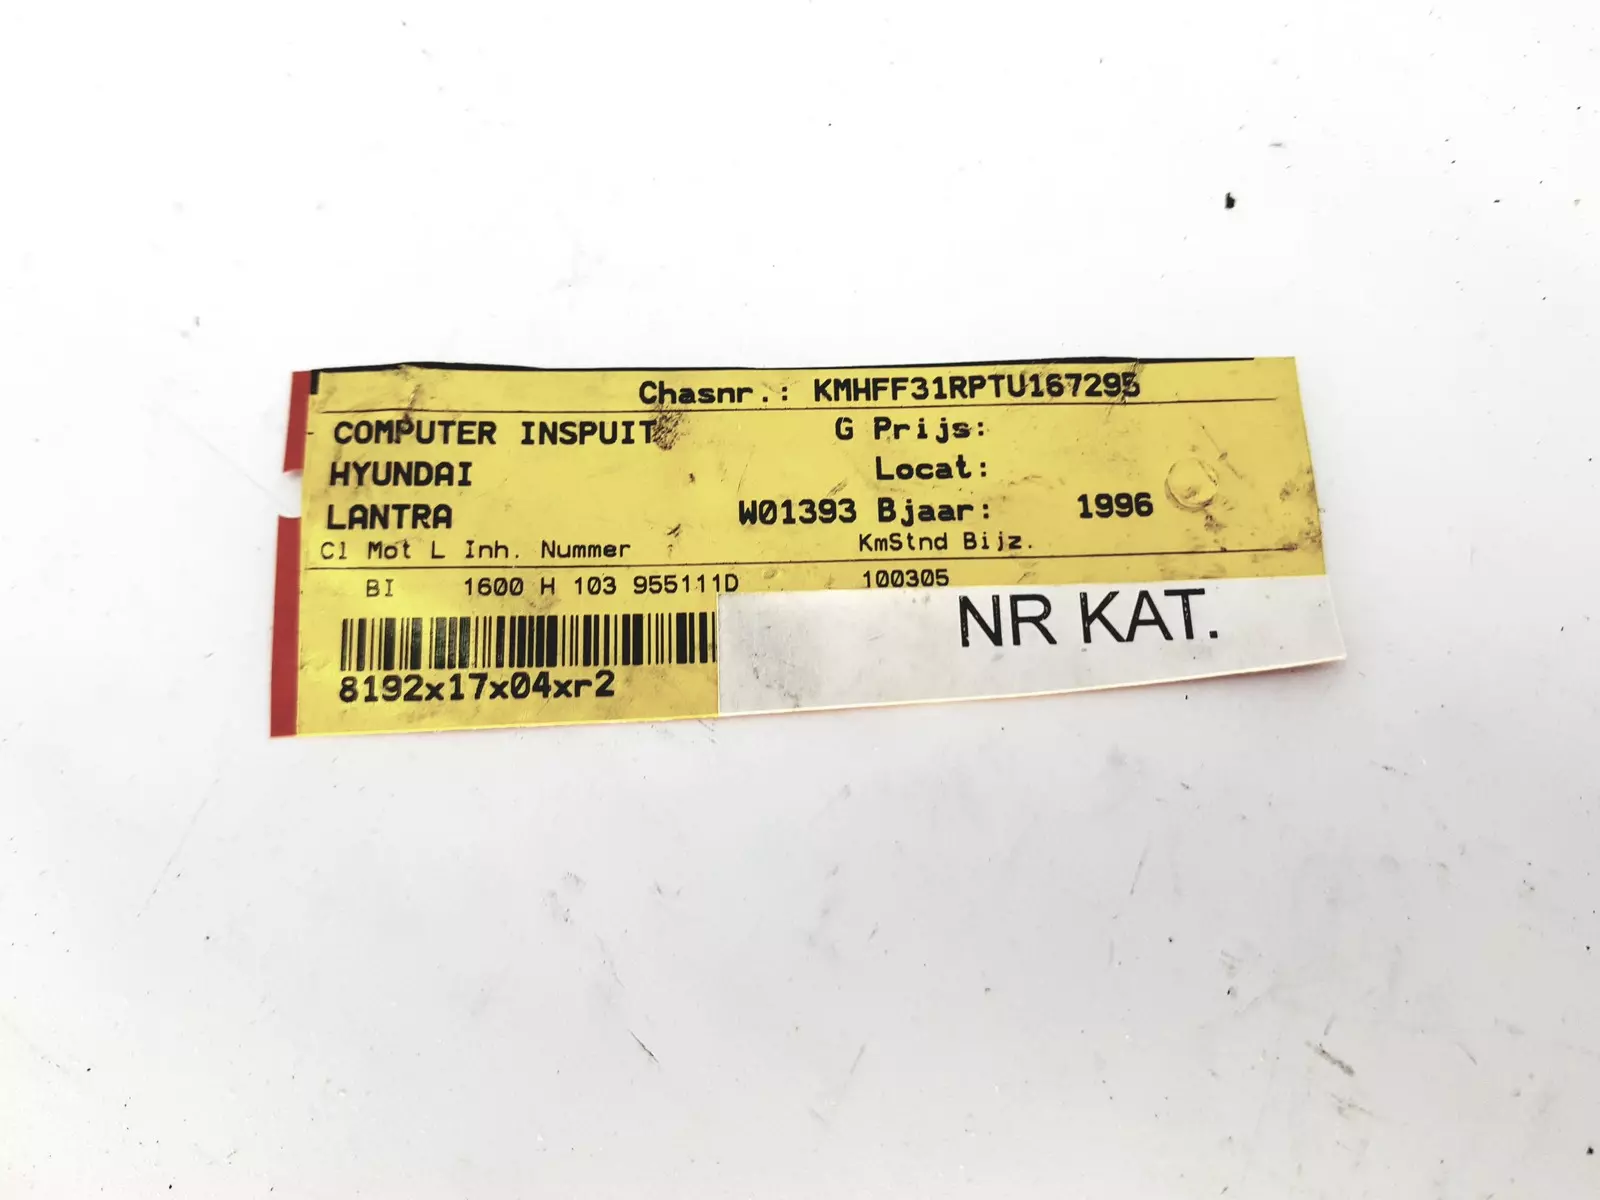 Chasnr.: KMHFF31RPTU167295
COMPUTER INSPUIT G Prijs:
HYUNDAI Locat:
LANTRA W01393 Bjaar: 1996
Cl Mot L Inh. Nummer KmStnd Bijz.
BI 1600 H 103 955111D 100305
NR KAT.
8192x17x04xr2